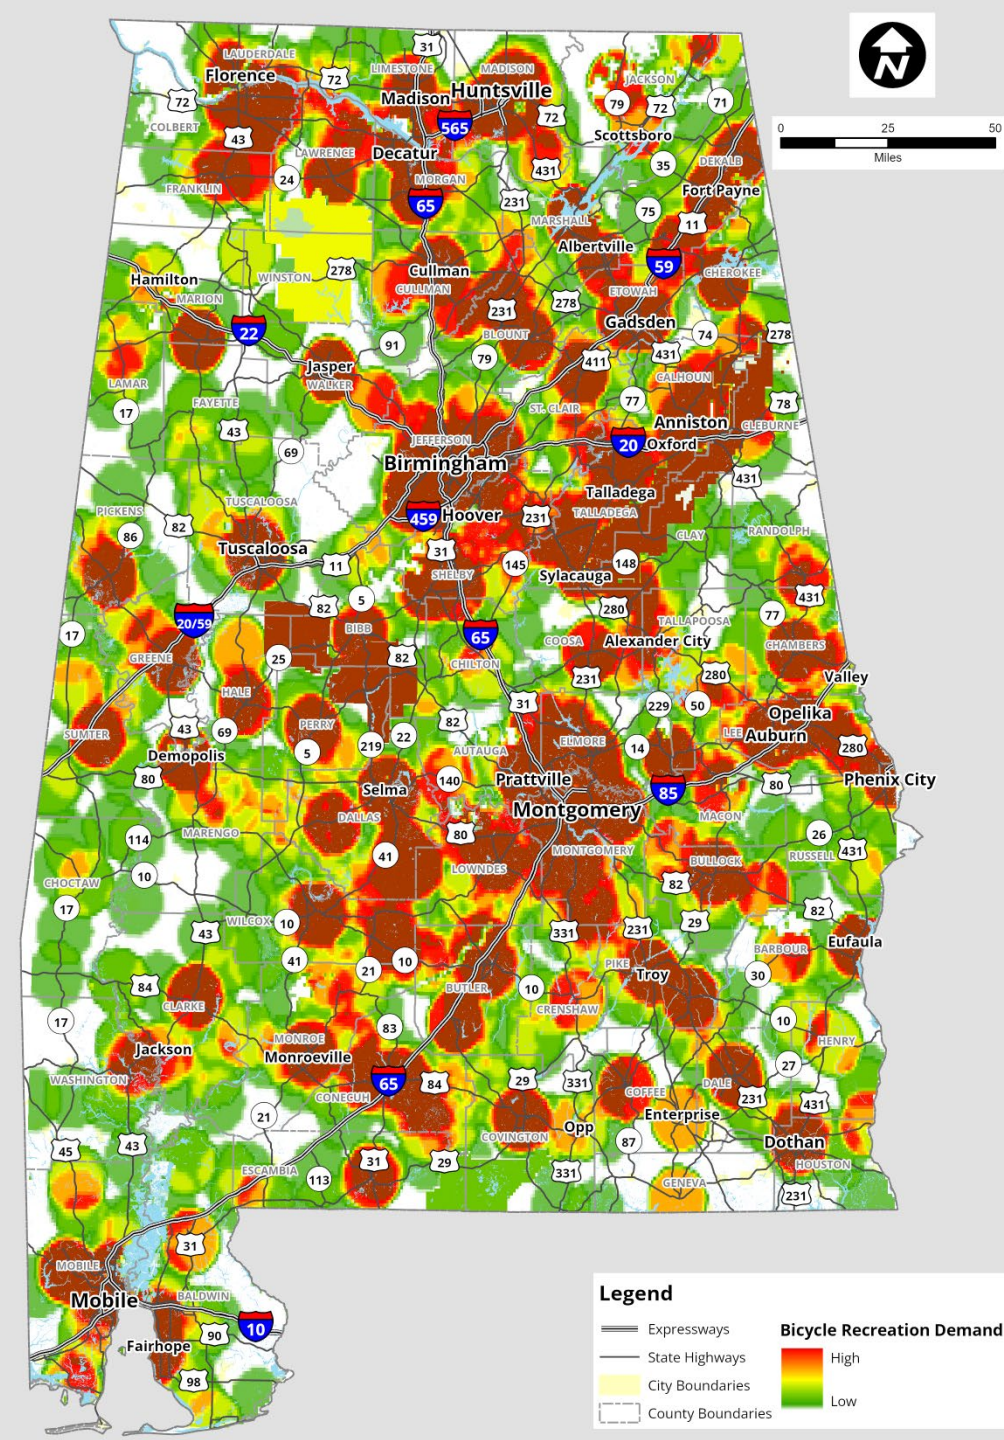 31
LAUDERDALE
Florence
72
LIMESTONE
MADISON
Madison
Huntsville
JACKSON
72
79
72
71
72
COLBERT
43
565
Scottsboro
LAWRENCE
Decatur
DEKALB
431
35
24
MORGAN
FRANKLIN
Fort Payne
65
231
75
MARSHALL
11
Albertville
59
Hamilton
WINSTON
278
Cullman
CHEROKEE
CULLMAN
ETOWAH
MARION
278
231
22
Gadsden
BLOUNT
74
278
91
79
411
431
Jasper
CALHOUN
LAMAR
WALKER
FAYETTE
77
78
17
ST. CLAIR
Anniston
CLEBURNE
43
JEFFERSON
20
Oxford
69
Birmingham
431
Talladega
TUSCALOOSA
PICKENS
TALLADEGA
459
Hoover
231
82
86
CLAY
RANDOLPH
Tuscaloosa
31
11
145
148
SHELBY
Sylacauga
431
82
5
280
77
20/59
BIBB
TALLAPOOSA
17
65
COOSA
Alexander City
CHAMBERS
GREENE
25
82
CHILTON
280
231
Valley
HALE
31
229
50
Opelika
SUMTER
43
69
PERRY
82
22
LEE
Auburn
Demopolis
5
219
ELMORE
14
280
AUTAUGA
80
140
Prattville
80
Phenix City
Selma
85
Montgomery
DALLAS
MACON
MARENGO
80
26
114
RUSSELL
431
41
MONTGOMERY
BULLOCK
LOWNDES
10
CHOCTAW
82
17
82
WILCOX
10
29
43
331
231
Eufaula
BARBOUR
41
21
10
PIKE
30
Troy
84
BUTLER
10
CLARKE
CRENSHAW
17
83
10
MONROE
HENRY
Jackson
Monroeville
27
WASHINGTON
65
84
29
331
DALE
COFFEE
231
CONECUH
431
21
Enterprise
Opp
COVINGTON
87
Dothan
45
43
31
29
HOUSTON
ESCAMBIA
113
331
GENEVA
231
31
MOBILE
Mobile
BALDWIN
10
90
Fairhope
98
N
0
25
50
Miles
Legend
Expressways
State Highways
City Boundaries
County Boundaries
Bicycle Recreation Demand
High
Low